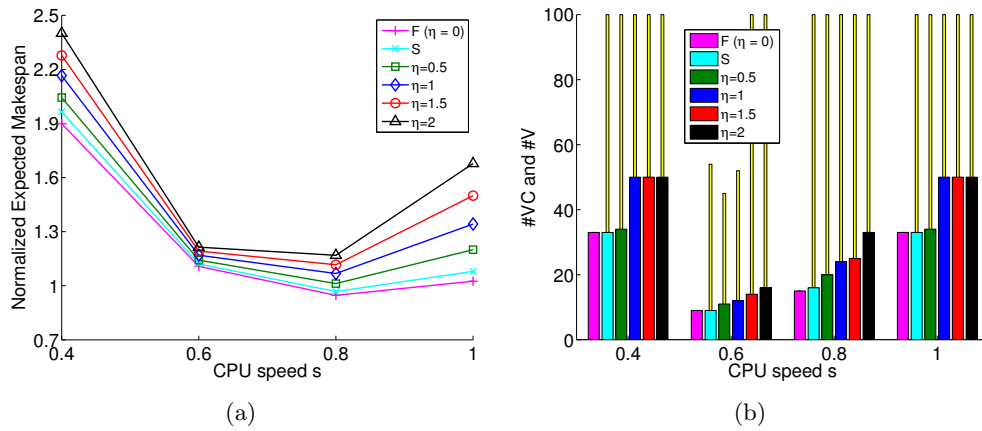 2.5
2.2
1.9
1.6
1.3
1
0.7
Normalized Expected Makespan
F (η = 0)
S
η=0.5
η=1
η=1.5
η=2
0.4
0.6
0.8
1
CPU speed s
(a)
100
80
60
40
20
0
#VC and #V
F (η = 0)
S
η=0.5
η=1
η=1.5
η=2
0.4
0.6
0.8
1
CPU speed s
(b)